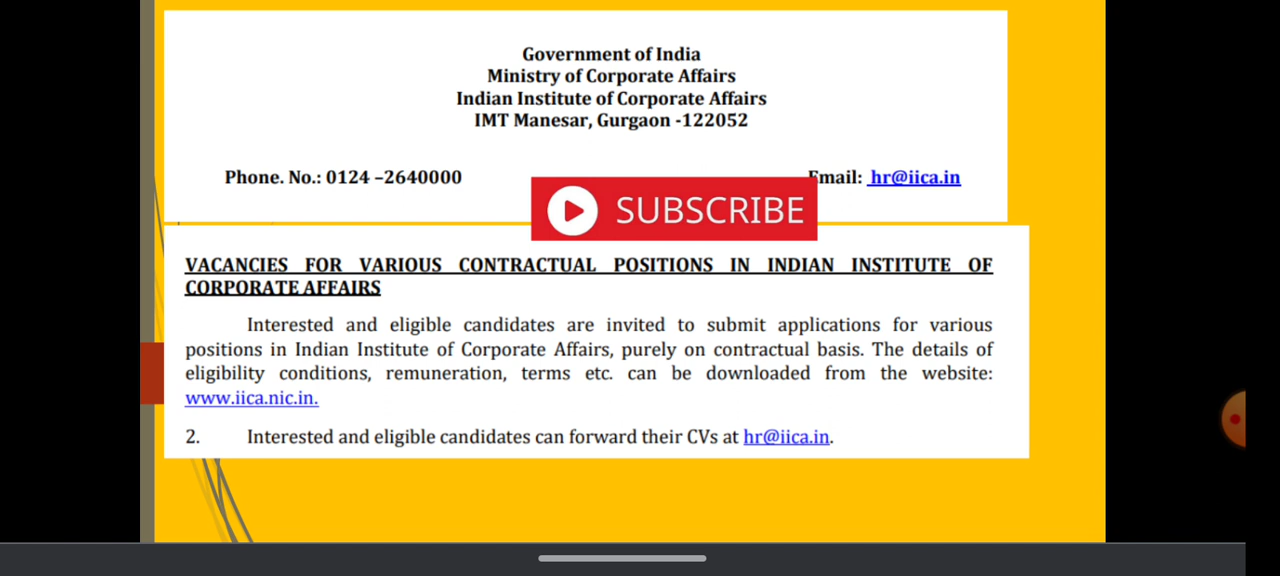 Government of India
Ministry of Corporate Affairs
Indian Institute of Corporate Affairs
IMT Manesar, Gurgaon -122052
Phone. No.: 0124 –2640000 Email: hr@iica.in
SUBSCRIBE
VACANCIES FOR VARIOUS CONTRACTUAL POSITIONS IN INDIAN INSTITUTE OF
CORPORATE AFFAIRS
Interested and eligible candidates are invited to submit applications for various
positions in Indian Institute of Corporate Affairs, purely on contractual basis. The details of
eligibility conditions, remuneration, terms etc. can be downloaded from the website:
www.iica.nic.in.
2. Interested and eligible candidates can forward their CVs at hr@iica.in.